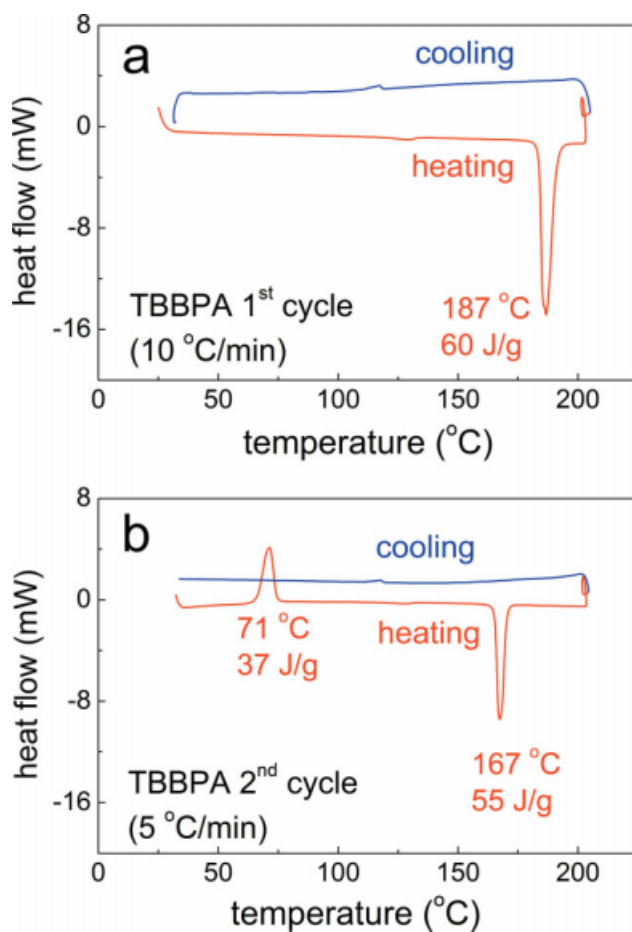 8
0
-8
-16
heat flow (mW)
a
cooling
heating
TBBPA 1st cycle
(10 °C/min)
187 °C
60 J/g
0 50 100 150 200
temperature (°C)
8
0
-8
-16
heat flow (mW)
b
cooling
71 °C
37 J/g
heating
TBBPA 2nd cycle
(5 °C/min)
167 °C
55 J/g
0 50 100 150 200
temperature (°C)